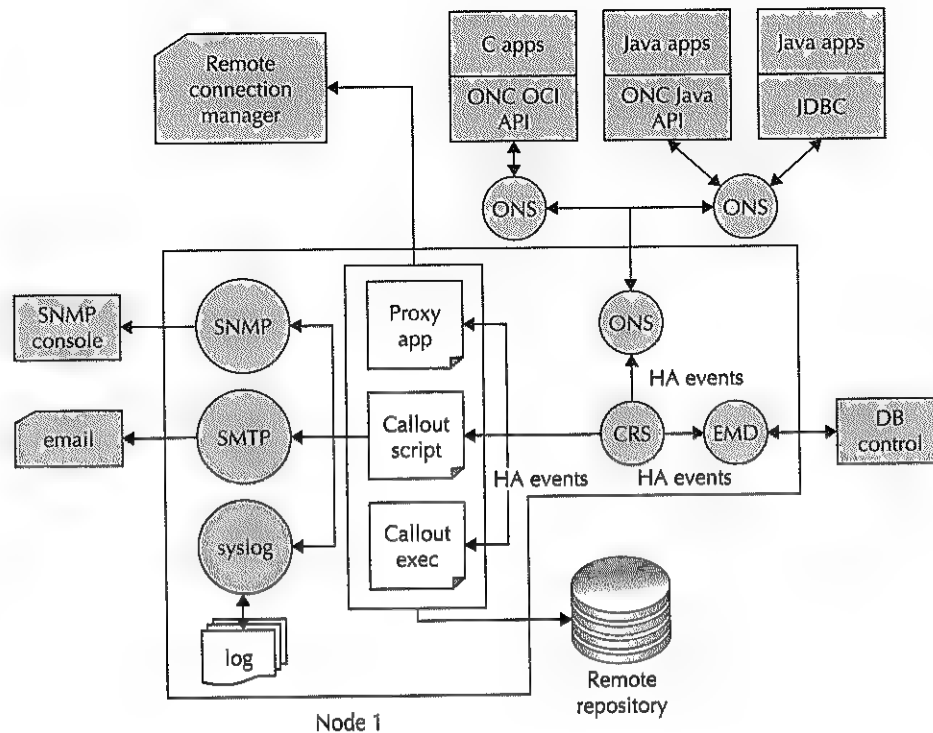 C apps
Java apps
Java apps
Remote
connection
manager
ONC OCI
API
ONC Java
API
JDBC
ONS
ONS
SNMP
console
SNMP
Proxy
app
ONS
HA events
email
SMTP
Callout
script
CRS
EMD
DB
control
HA events
HA events
syslog
Callout
exec
log
Remote
repository
Node 1